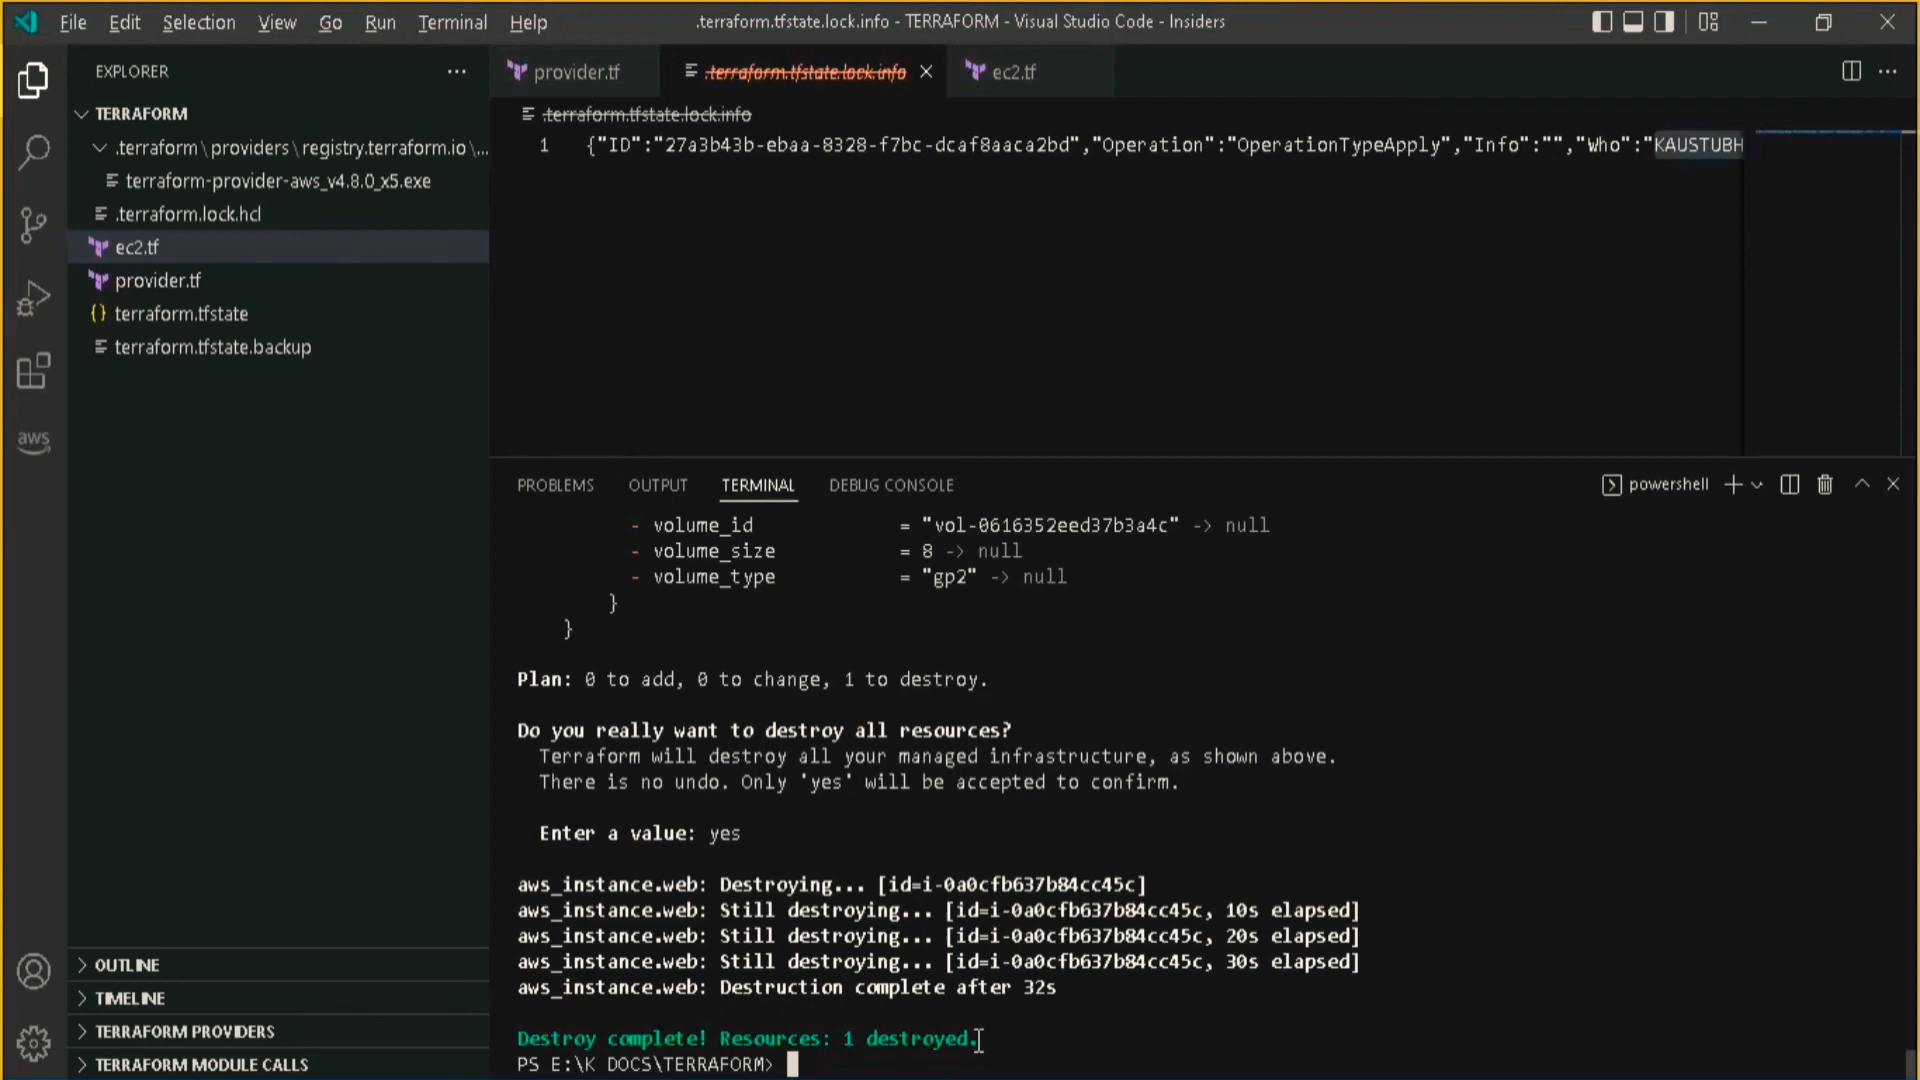 File Edit Selection View Go Run Terminal Help .terraform.tfstate.lock.info - TERRAFORM - Visual Studio Code - Insiders
EXPLORER ...
provider.tf .terraform.tfstate.lock.info ec2.tf
TERRAFORM
.terraform\providers\registry.terraform.io\...
terraform-provider-aws_v4.8.0_x5.exe
.terraform.lock.hcl
ec2.tf
provider.tf
{} terraform.tfstate
terraform.tfstate.backup
aws
OUTLINE
TIMELINE
TERRAFORM PROVIDERS
TERRAFORM MODULE CALLS
.terraform.tfstate.lock.info
1 {"ID":"27a3b43b-ebaa-8328-f7bc-dcaf8aaca2bd","Operation":"OperationTypeApply","Info":"","Who":"KAUSTUBH
PROBLEMS OUTPUT TERMINAL DEBUG CONSOLE powershell
- volume_id = "vol-0616352eed37b3a4c" -> null
- volume_size = 8 -> null
- volume_type = "gp2" -> null
}
}
Plan: 0 to add, 0 to change, 1 to destroy.
Do you really want to destroy all resources?
Terraform will destroy all your managed infrastructure, as shown above.
There is no undo. Only 'yes' will be accepted to confirm.
Enter a value: yes
aws_instance.web: Destroying... [id=i-0a0cfb637b84cc45c]
aws_instance.web: Still destroying... [id=i-0a0cfb637b84cc45c, 10s elapsed]
aws_instance.web: Still destroying... [id=i-0a0cfb637b84cc45c, 20s elapsed]
aws_instance.web: Still destroying... [id=i-0a0cfb637b84cc45c, 30s elapsed]
aws_instance.web: Destruction complete after 32s
Destroy complete! Resources: 1 destroyed.
PS E:\K DOCS\TERRAFORM>